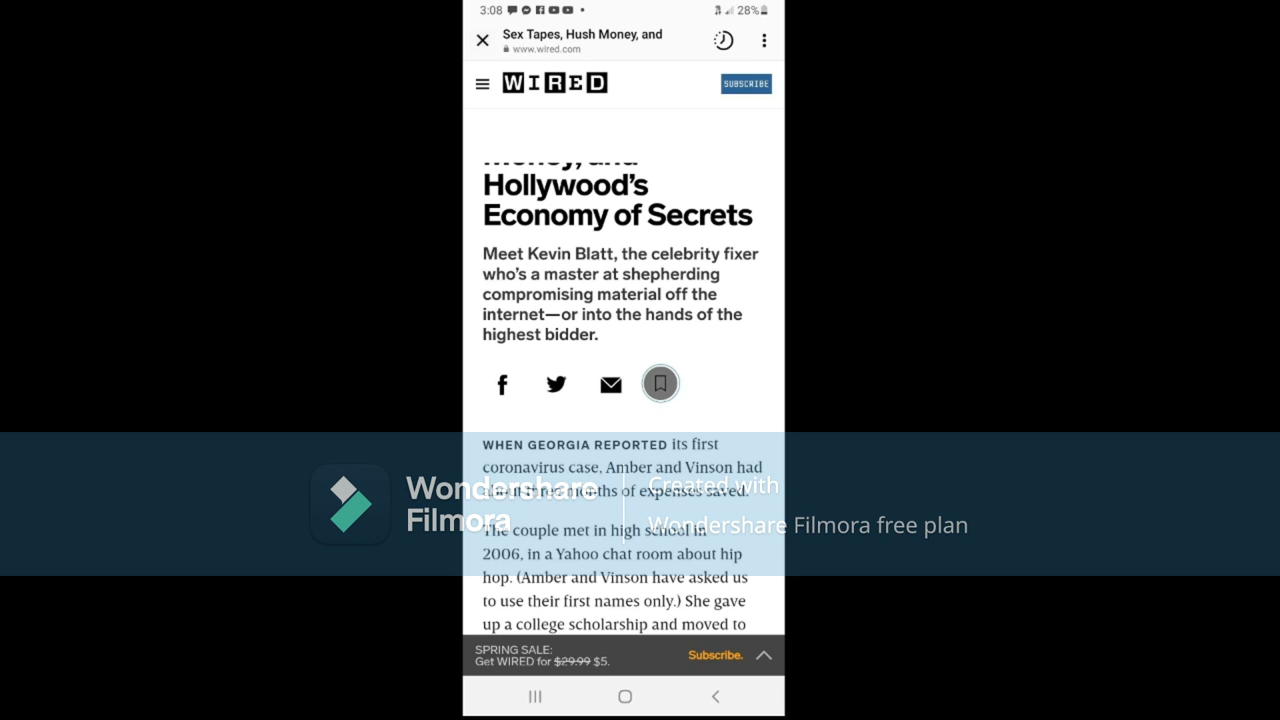 3:08
28%
Sex Tapes, Hush Money, and
www.wired.com
WIRED
SUBSCRIBE
Money, and
Hollywood's
Economy of Secrets
Meet Kevin Blatt, the celebrity fixer
who's a master at shepherding
compromising material off the
internet—or into the hands of the
highest bidder.
WHEN GEORGIA REPORTED its first
coronavirus case, Amber and Vinson had
about three months of expenses saved.
Wondershare
Filmora
Created with
Wondershare Filmora free plan
The couple met in high school in
2006, in a Yahoo chat room about hip
hop. (Amber and Vinson have asked us
to use their first names only.) She gave
up a college scholarship and moved to
SPRING SALE:
Get WIRED for $29.99 $5.
Subscribe.